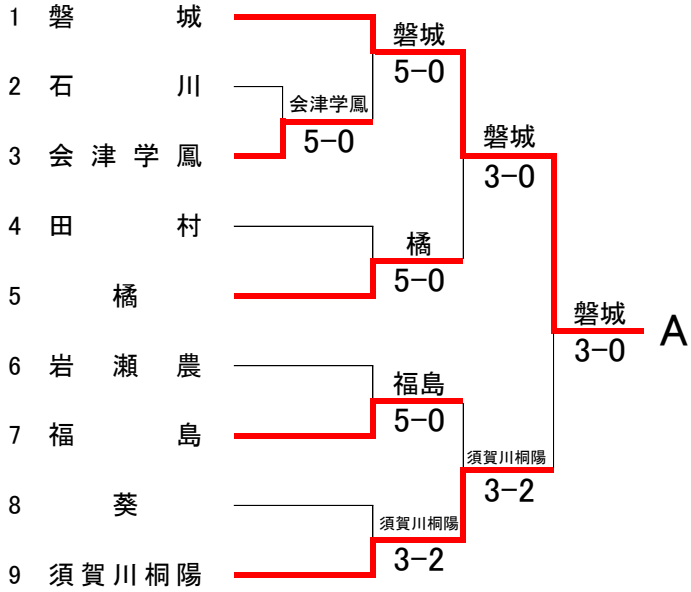 1 磐城
磐城
5-0
2 石川
会津学鳳
5-0
3 会津学鳳
磐城
3-0
4 田村
橘
5-0
5 橘
磐城
3-0
A
6 岩瀬農
福島
5-0
7 福島
須賀川桐陽
3-2
8 葵
須賀川桐陽
3-2
9 須賀川桐陽